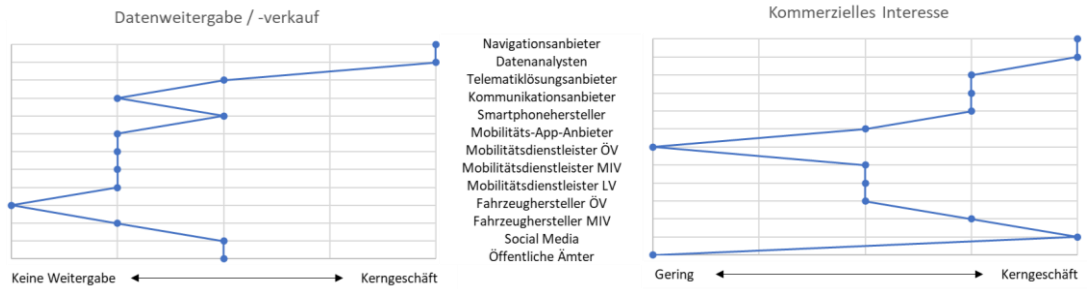 Datenweitergabe / -verkauf
Kommerzielles Interesse
Navigationsanbieter
Datenanalysten
Telematiklösungsanbieter
Kommunikationsanbieter
Smartphonehersteller
Mobilitäts-App-Anbieter
Mobilitätsdienstleister ÖV
Mobilitätsdienstleister MIV
Mobilitätsdienstleister LV
Fahrzeughersteller ÖV
Fahrzeughersteller MIV
Social Media
Öffentliche Ämter
Keine Weitergabe
Kerngeschäft
Gering
Kerngeschäft